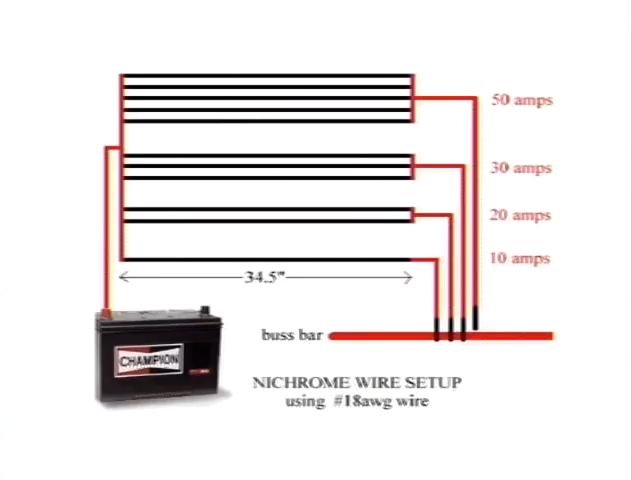 50 amps
30 amps
20 amps
10 amps
34.5"
buss bar
CHAMPION
NICHROME WIRE SETUP
using #18awg wire